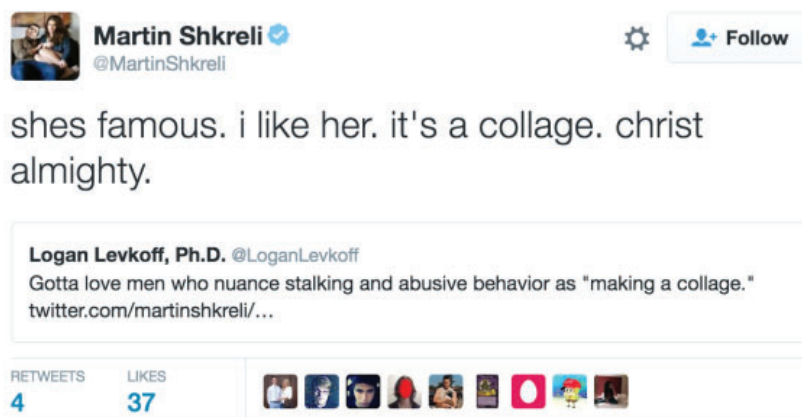 Martin Shkreli
@MartinShkreli
Follow
shes famous. i like her. it's a collage. christ
almighty.
Logan Levkoff, Ph.D. @LoganLevkoff
Gotta love men who nuance stalking and abusive behavior as "making a collage."
twitter.com/martinshkreli/...
RETWEETS LIKES
4 37